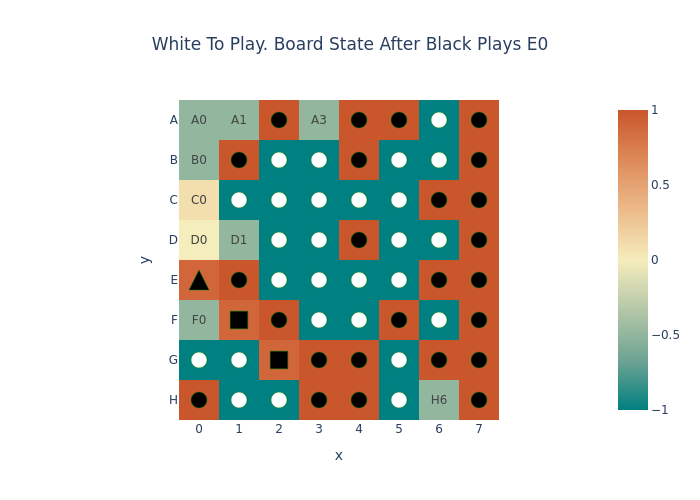 White To Play. Board State After Black Plays E0
A A0 A1 A3
B B0
C C0
D D0 D1
E
F F0
G
H H6
0 1 2 3 4 5 6 7
x
y
1
0.5
0
−0.5
−1